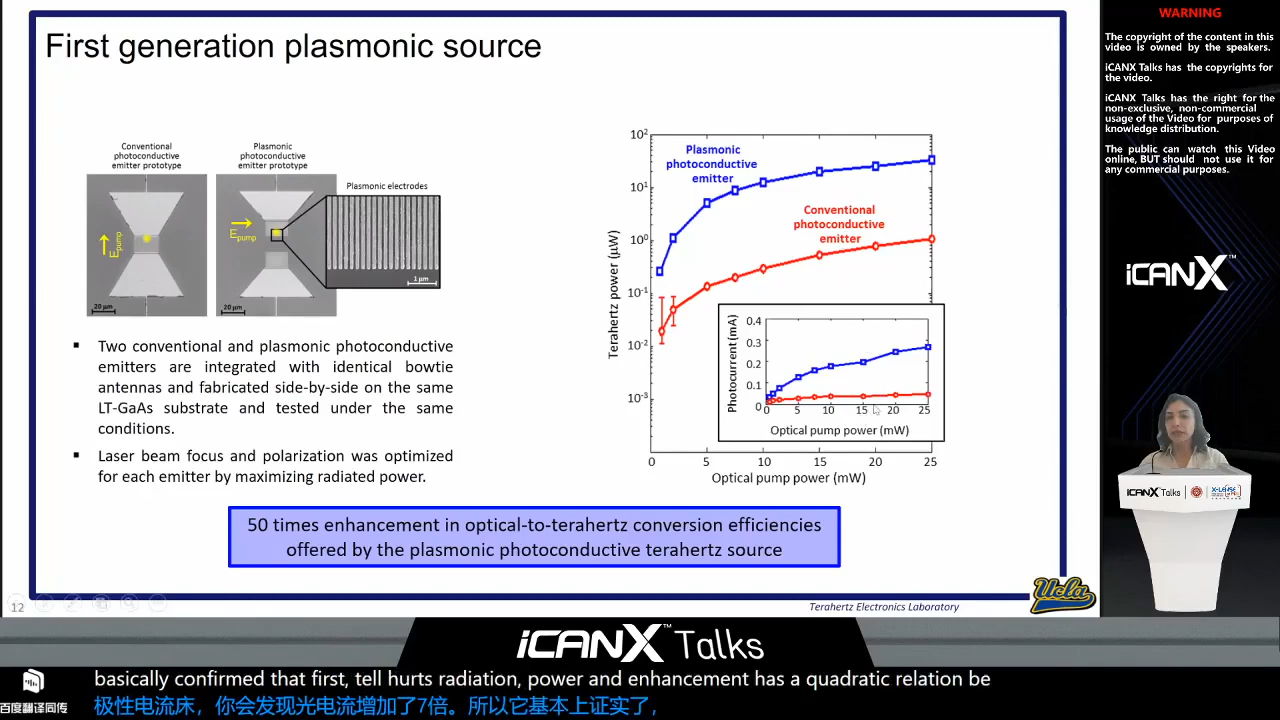 First generation plasmonic source
Conventional
photoconductive
emitter prototype
Plasmonic
photoconductive
emitter prototype
Plasmonic electrodes
E pump
E pump
20 μm
20 μm
1 μm
▪ Two conventional and plasmonic photoconductive
emitters are integrated with identical bowtie
antennas and fabricated side-by-side on the same
LT-GaAs substrate and tested under the same
conditions.
▪ Laser beam focus and polarization was optimized
for each emitter by maximizing radiated power.
Terahertz power (μW)
10²
10¹
10⁰
10⁻¹
10⁻²
10⁻³
Plasmonic
photoconductive
emitter
Conventional
photoconductive
emitter
Photocurrent (mA)
0.4
0.3
0.2
0.1
0
0 5 10 15 20 25
Optical pump power (mW)
0 5 10 15 20 25
Optical pump power (mW)
50 times enhancement in optical-to-terahertz conversion efficiencies
offered by the plasmonic photoconductive terahertz source
12
Terahertz Electronics Laboratory
Ucla
WARNING
The copyright of the content in this
video is owned by the speakers.
iCANX Talks has the copyrights for
the video.
iCANX Talks has the right for the
non-exclusive, non-commercial
usage of the Video for purposes of
knowledge distribution.
The public can watch this Video
online, BUT should not use it for
any commercial purposes.
iCANX™
iCANX Talks
iCANX™ Talks
basically confirmed that first, tell hurts radiation, power and enhancement has a quadratic relation be
极性电流床，你会发现光电流增加了7倍。所以它基本上证实了，
百度翻译同传